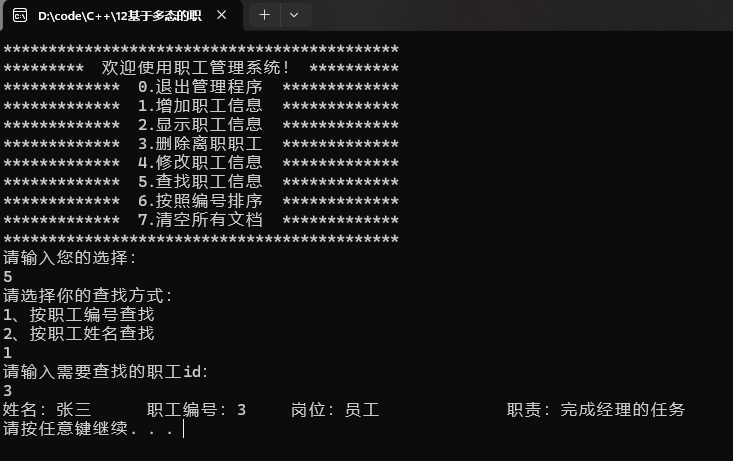 D:\code\C++\12基于多态的职
********************************************
*********  欢迎使用职工管理系统!  **********
*************  0.退出管理程序  *************
*************  1.增加职工信息  *************
*************  2.显示职工信息  *************
*************  3.删除离职职工  *************
*************  4.修改职工信息  *************
*************  5.查找职工信息  *************
*************  6.按照编号排序  *************
*************  7.清空所有文档  *************
********************************************
请输入您的选择:
5
请选择你的查找方式:
1、按职工编号查找
2、按职工姓名查找
1
请输入需要查找的职工id:
3
姓名: 张三      职工编号: 3     岗位: 员工              职责: 完成经理的任务
请按任意键继续. . .